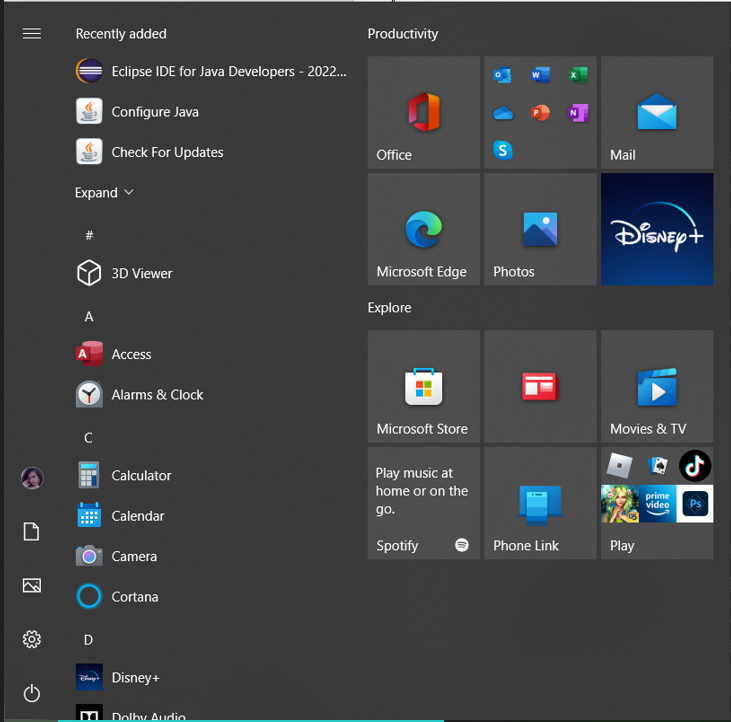 Recently added
Eclipse IDE for Java Developers - 2022...
Configure Java
Check For Updates
Expand
#
3D Viewer
A
Access
Alarms & Clock
C
Calculator
Calendar
Camera
Cortana
D
Disney+
Dolby Audio
Productivity
Office
Mail
Microsoft Edge
Photos
Disney+
Explore
Microsoft Store
Movies & TV
Play music at
home or on the
go.
Spotify
Phone Link
prime
video
Ps
Play